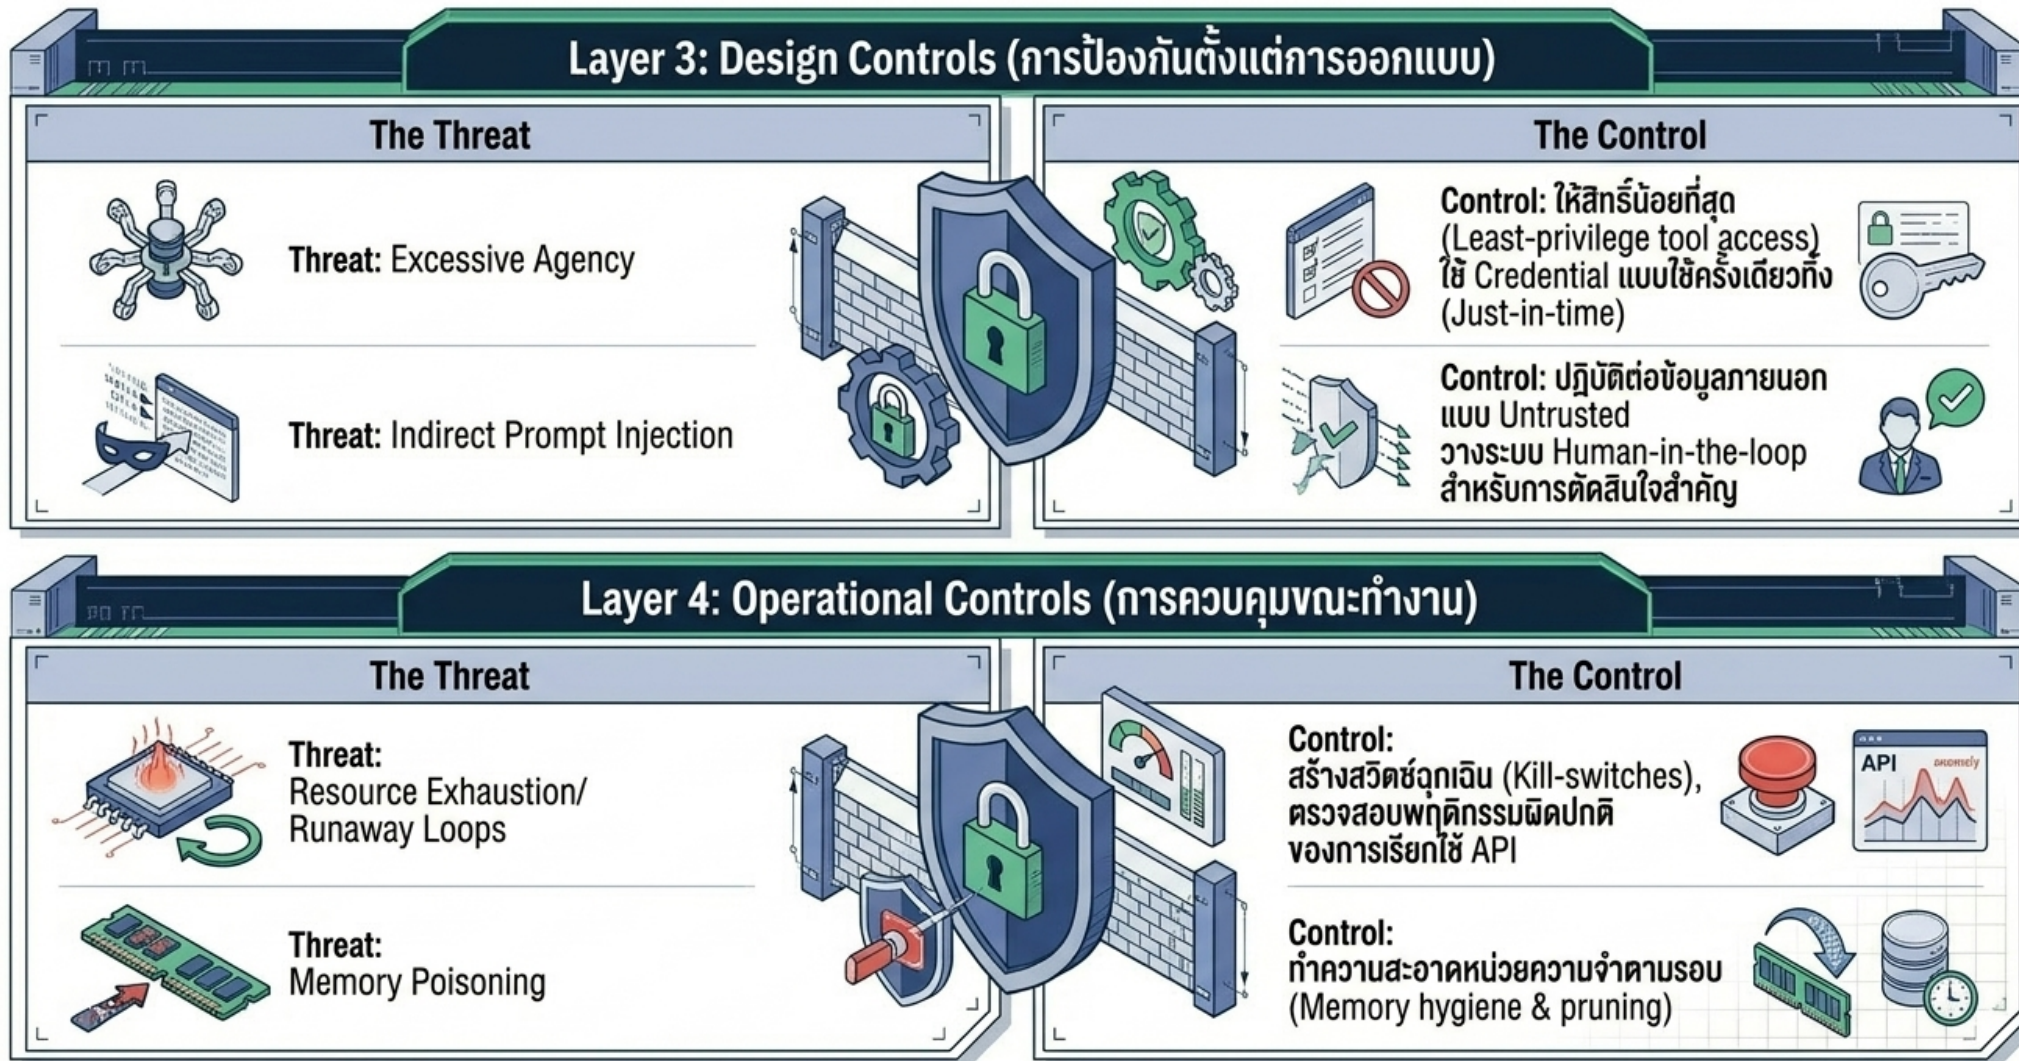 Layer 3: Design Controls (การป้องกันตั้งแต่การออกแบบ)
The Threat
Threat: Excessive Agency
Threat: Indirect Prompt Injection
The Control
Control: ให้สิทธิ์น้อยที่สุด
(Least-privilege tool access)
ใช้ Credential แบบใช้ครั้งเดียวทิ้ง
(Just-in-time)
Control: ปฏิบัติต่อข้อมูลภายนอก
แบบ Untrusted
วางระบบ Human-in-the-loop
สำหรับการตัดสินใจสำคัญ
Layer 4: Operational Controls (การควบคุมขณะทำงาน)
The Threat
Threat:
Resource Exhaustion/
Runaway Loops
Threat:
Memory Poisoning
The Control
Control:
สร้างสวิตช์ฉุกเฉิน (Kill-switches),
ตรวจสอบพฤติกรรมผิดปกติ
ของการเรียกใช้ API
API
anomely
Control:
ทำความสะอาดหน่วยความจำตามรอบ
(Memory hygiene & pruning)